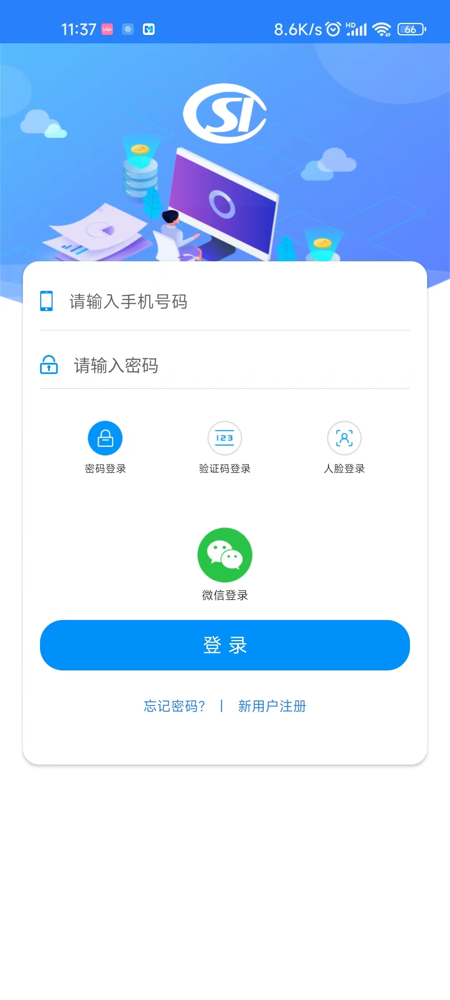 11:37 8.6K/s HD 66
SI
请输入手机号码
请输入密码
123
密码登录 验证码登录 人脸登录
微信登录
登 录
忘记密码? | 新用户注册